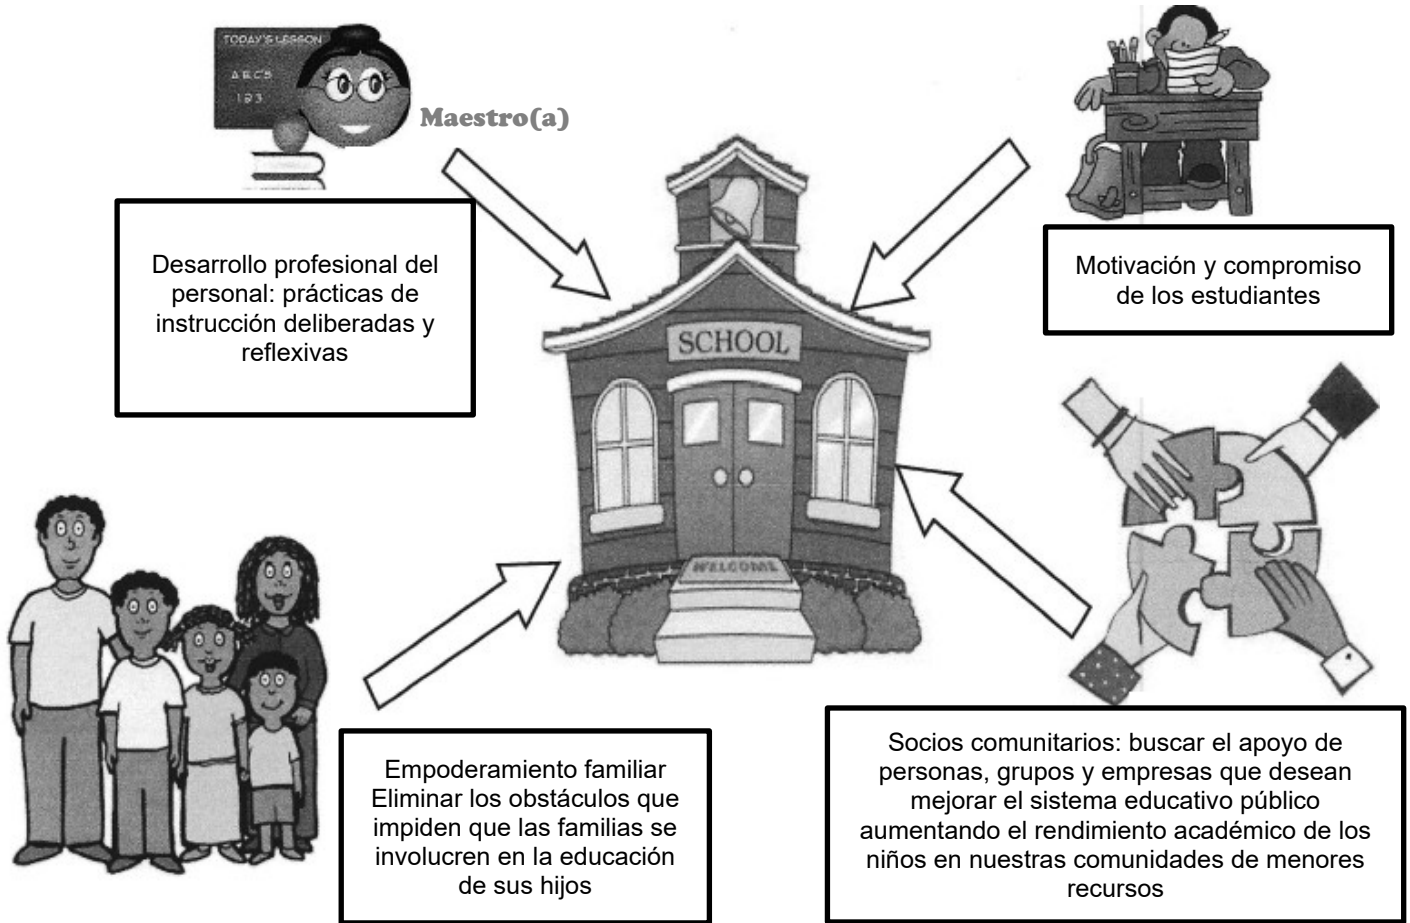 TODAY'S LESSON
A B C'S
1 2 3
Maestro(a)
Desarrollo profesional del
personal: prácticas de
instrucción deliberadas y
reflexivas
Motivación y compromiso
de los estudiantes
SCHOOL
WELCOME
Empoderamiento familiar
Eliminar los obstáculos que
impiden que las familias se
involucren en la educación
de sus hijos
Socios comunitarios: buscar el apoyo de
personas, grupos y empresas que desean
mejorar el sistema educativo público
aumentando el rendimiento académico de los
niños en nuestras comunidades de menores
recursos